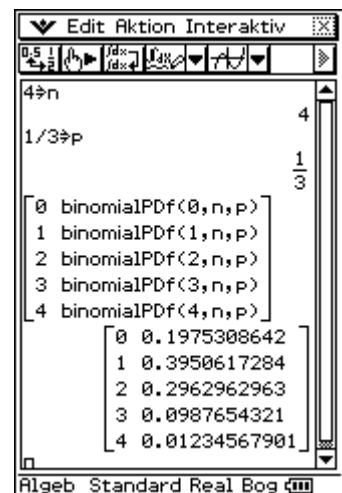 Edit Aktion Interaktiv
4⇒n
4
1/3⇒p
1/3
0 binomialPDf(0,n,p)
1 binomialPDf(1,n,p)
2 binomialPDf(2,n,p)
3 binomialPDf(3,n,p)
4 binomialPDf(4,n,p)
0 0.1975308642
1 0.3950617284
2 0.2962962963
3 0.0987654321
4 0.01234567901
Algeb Standard Real Bog